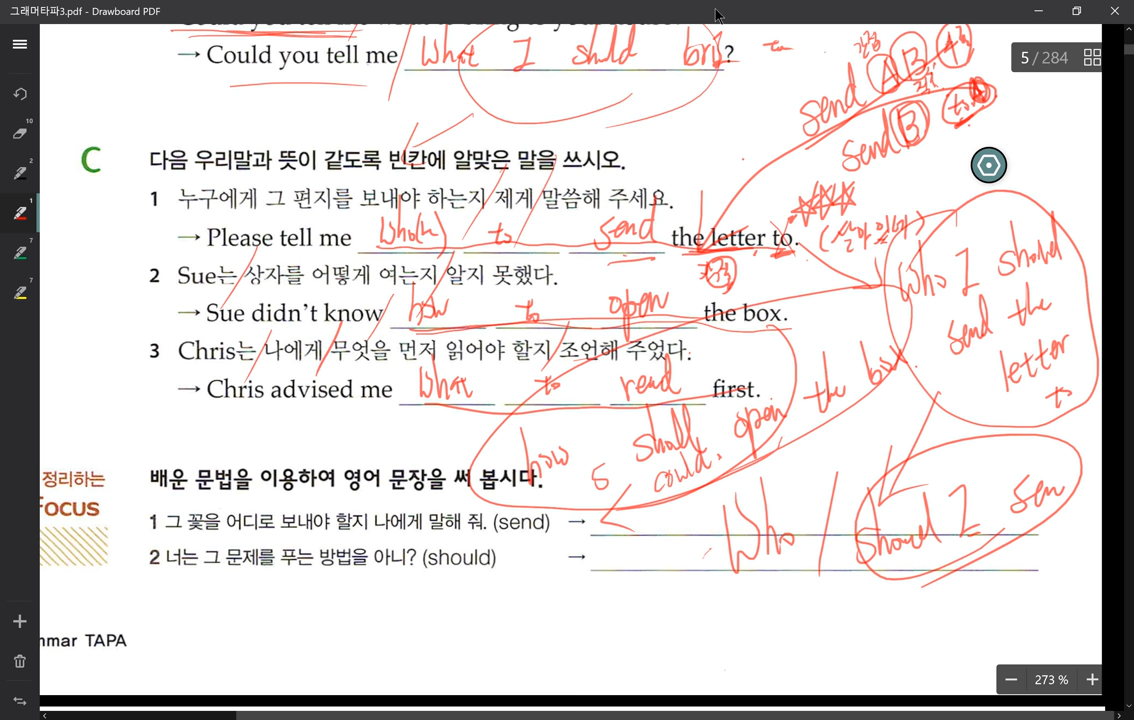 그래머타파3.pdf - Drawboard PDF
→ Could you tell me What I should bri ?
5 / 284
send A B
send B to A
C 다음 우리말과 뜻이 같도록 빈칸에 알맞은 말을 쓰시오.
1 누구에게 그 편지를 보내야 하는지 제게 말씀해 주세요.
→ Please tell me Who(m) to send the letter to.
2 Sue는 상자를 어떻게 여는지 알지 못했다.
→ Sue didn't know how to open the box.
3 Chris는 나에게 무엇을 먼저 읽어야 할지 조언해 주었다.
→ Chris advised me What to read first.
Who I should
send the
letter
to
how S should open the box
could
정리하는
FOCUS
배운 문법을 이용하여 영어 문장을 써 봅시다.
1 그 꽃을 어디로 보내야 할지 나에게 말해 줘. (send) →
Who / should I sen
2 너는 그 문제를 푸는 방법을 아니? (should) →
mmar TAPA
273 %
10
2
1
7
7